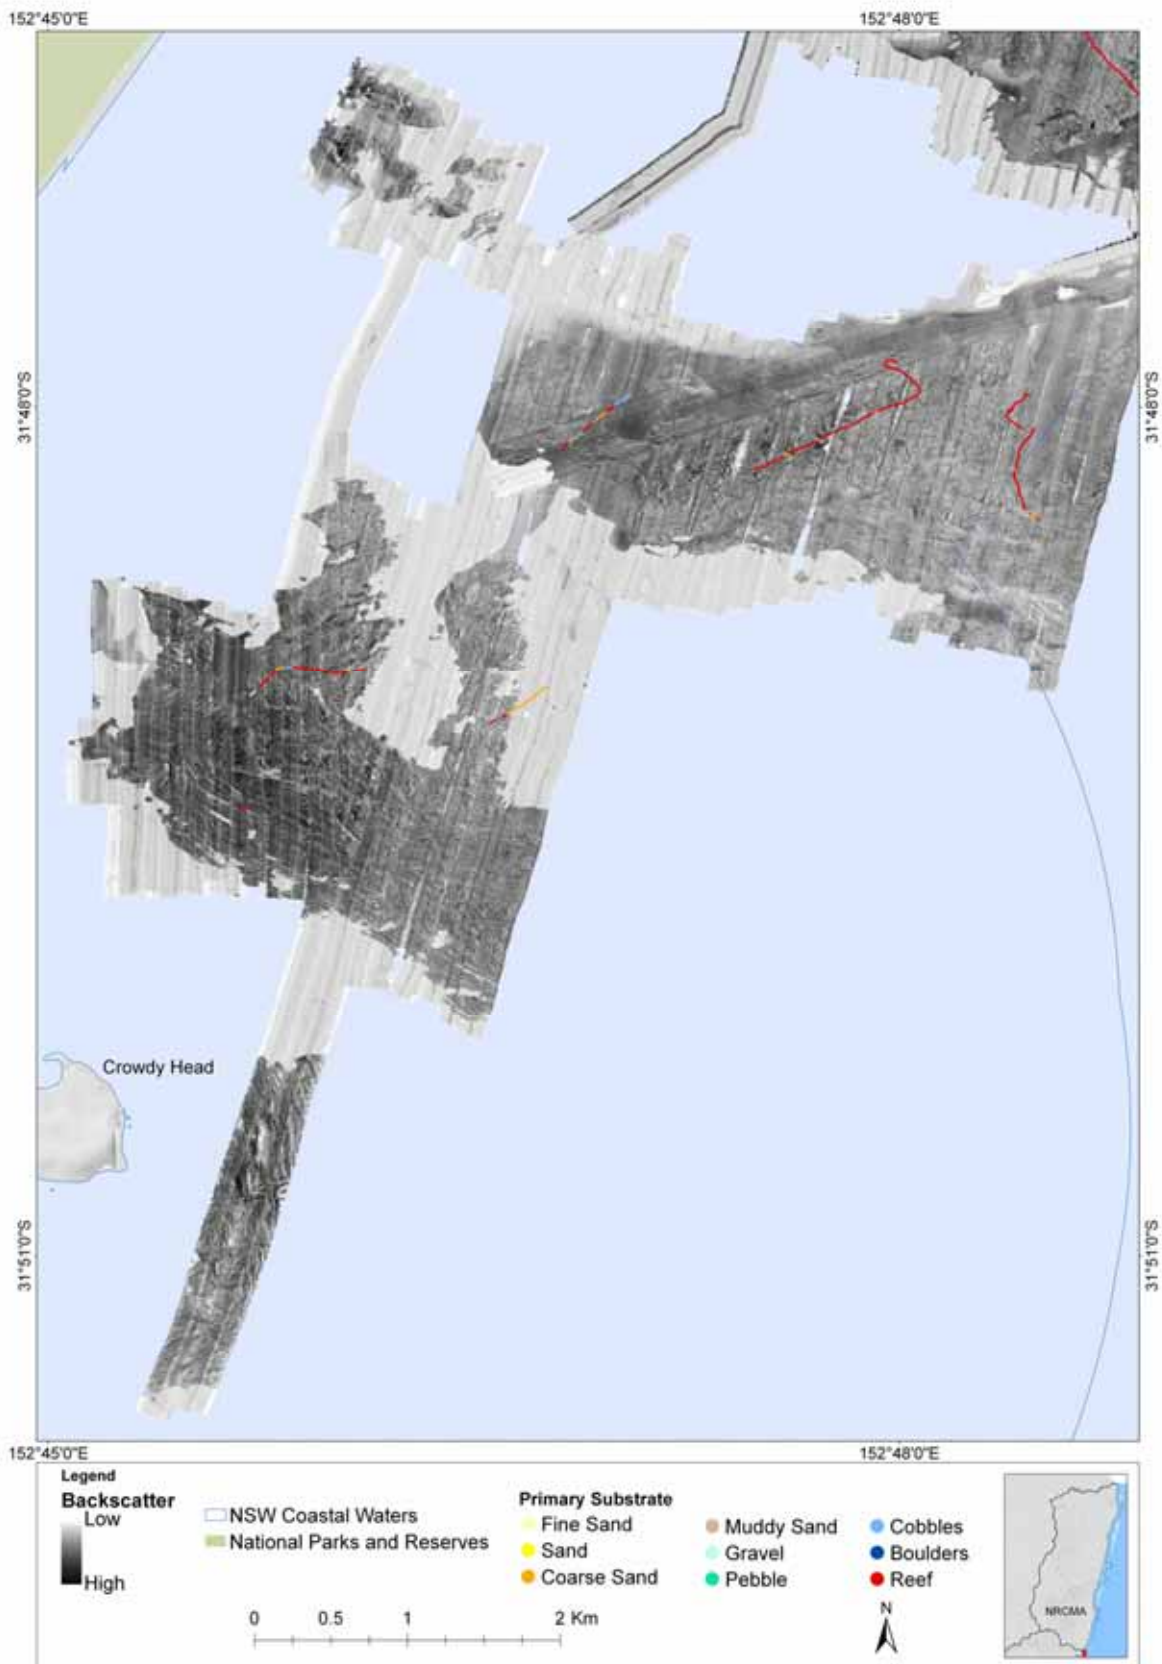 152°45'0"E
152°48'0"E
31°48'0"S
31°48'0"S
Crowdy Head
31°51'0"S
31°51'0"S
152°45'0"E
152°48'0"E
Legend
Backscatter
Low
High
NSW Coastal Waters
National Parks and Reserves
Primary Substrate
Fine Sand
Sand
Coarse Sand
Muddy Sand
Gravel
Pebble
Cobbles
Boulders
Reef
0 0.5 1 2 Km
N
NRCMA